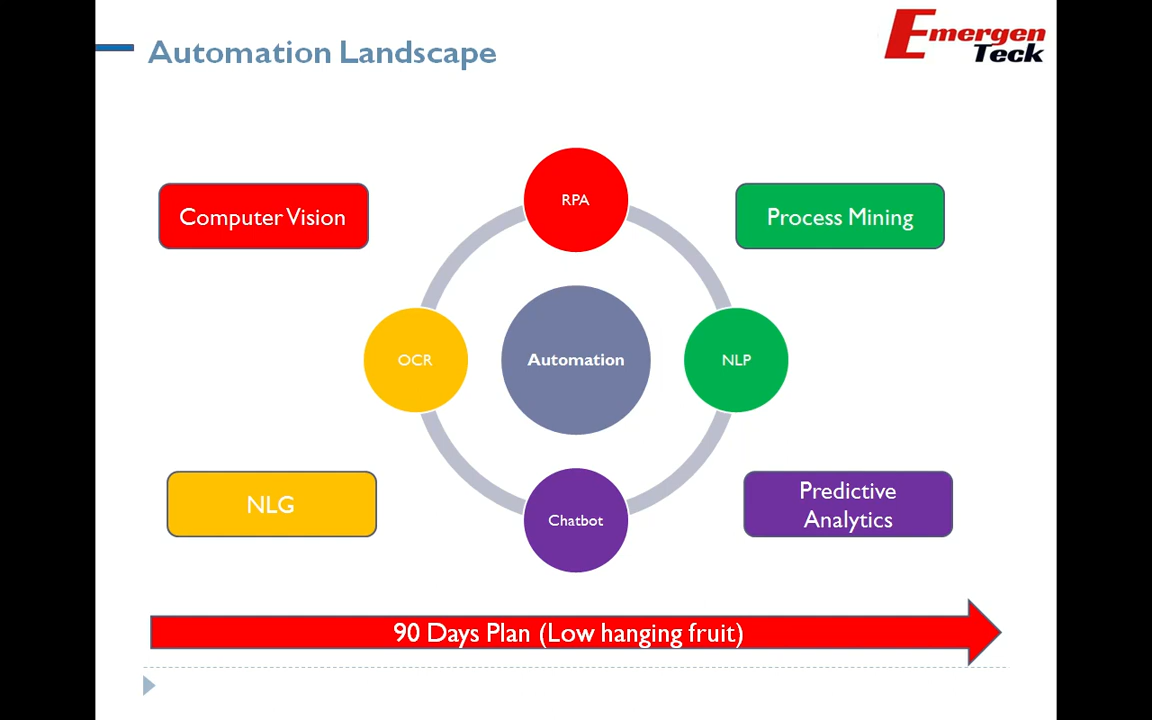 Automation Landscape
Emergen
Teck
RPA
Computer Vision
Process Mining
OCR
Automation
NLP
NLG
Predictive
Analytics
Chatbot
90 Days Plan (Low hanging fruit)